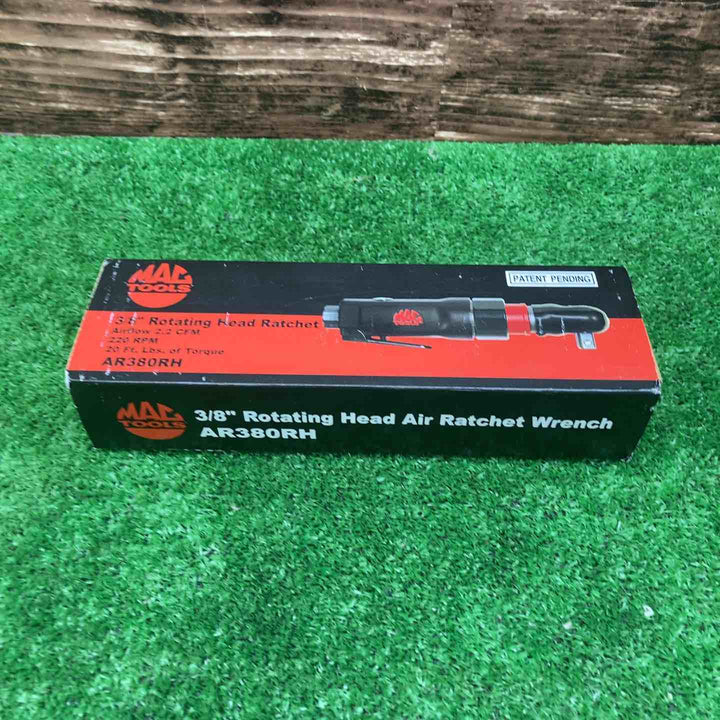 MAC
TOOLS
PATENT PENDING
3/8" Rotating Head Ratchet
Airflow 2.2 CFM
220 RPM
20 Ft. Lbs. of Torque
AR380RH
MAC
TOOLS
MAC
TOOLS
3/8" Rotating Head Air Ratchet Wrench
AR380RH